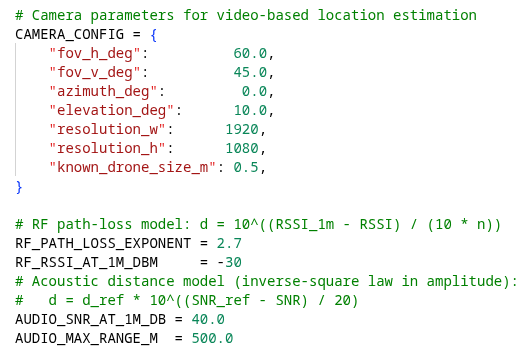 # Camera parameters for video-based location estimation
CAMERA_CONFIG = {
    "fov_h_deg":          60.0,
    "fov_v_deg":          45.0,
    "azimuth_deg":         0.0,
    "elevation_deg":      10.0,
    "resolution_w":      1920,
    "resolution_h":      1080,
    "known_drone_size_m": 0.5,
}

# RF path-loss model: d = 10^((RSSI_1m - RSSI) / (10 * n))
RF_PATH_LOSS_EXPONENT = 2.7
RF_RSSI_AT_1M_DBM     = -30
# Acoustic distance model (inverse-square law in amplitude):
#   d = d_ref * 10^((SNR_ref - SNR) / 20)
AUDIO_SNR_AT_1M_DB = 40.0
AUDIO_MAX_RANGE_M  = 500.0